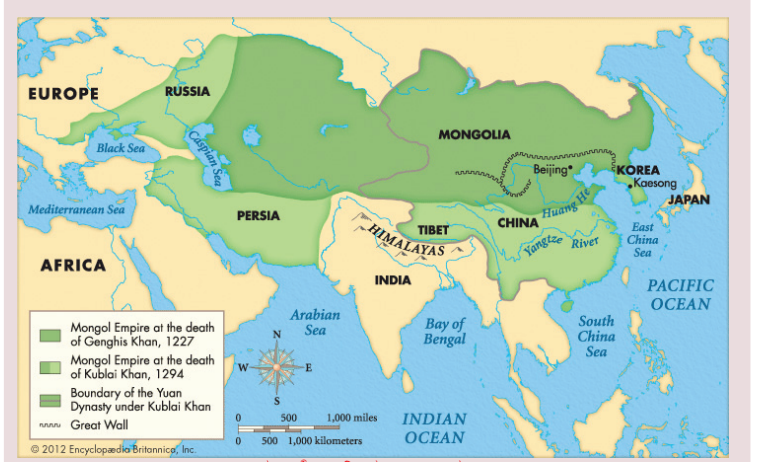 EUROPE
RUSSIA
MONGOLIA
Black Sea
Caspian Sea
Beijing
KOREA
Kaesong
JAPAN
Mediterranean Sea
PERSIA
TIBET
CHINA
Huang He
HIMALAYAS
Yangtze River
East
China
Sea
AFRICA
INDIA
PACIFIC
OCEAN
Arabian
Sea
Bay of
Bengal
South
China
Sea
INDIAN
OCEAN
Mongol Empire at the death
of Genghis Khan, 1227
Mongol Empire at the death
of Kublai Khan, 1294
Boundary of the Yuan
Dynasty under Kublai Khan
Great Wall
N
W
E
S
0 500 1,000 miles
0 500 1,000 kilometers
© 2012 Encyclopædia Britannica, Inc.